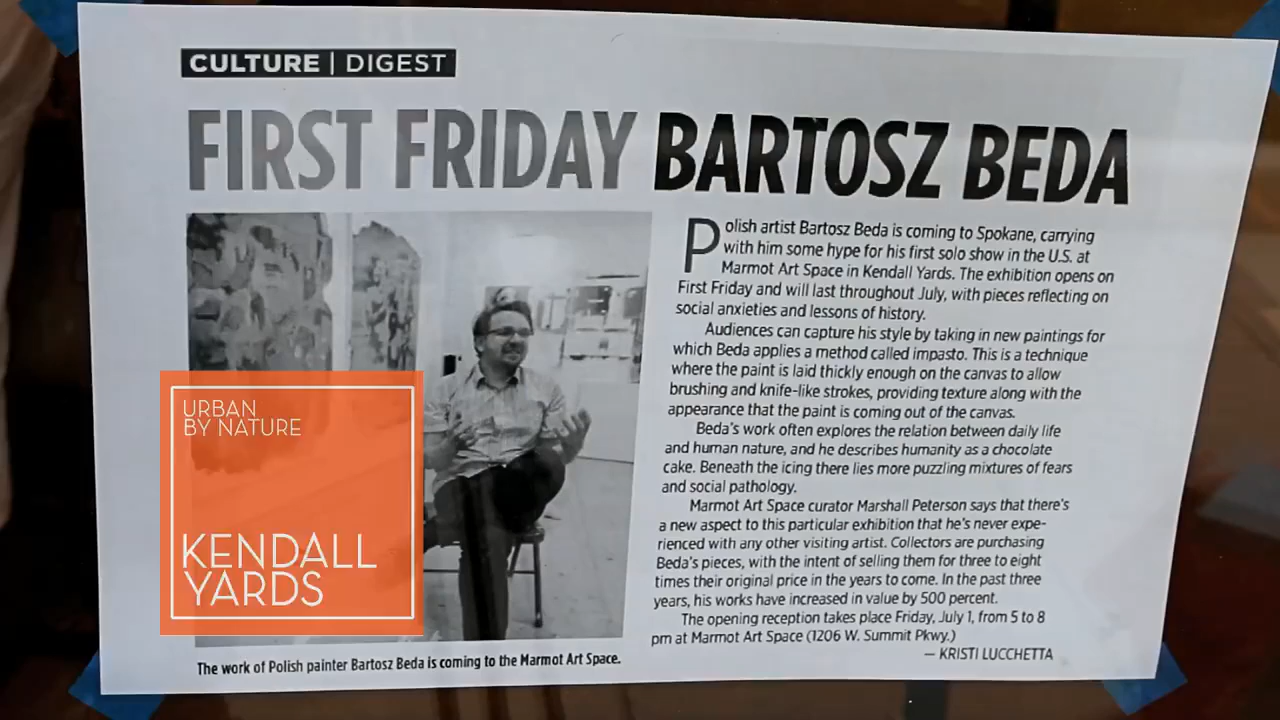 CULTURE | DIGEST
FIRST FRIDAY BARTOSZ BEDA
Polish artist Bartosz Beda is coming to Spokane, carrying
with him some hype for his first solo show in the U.S. at
Marmot Art Space in Kendall Yards. The exhibition opens on
First Friday and will last throughout July, with pieces reflecting on
social anxieties and lessons of history.
Audiences can capture his style by taking in new paintings for
which Beda applies a method called impasto. This is a technique
where the paint is laid thickly enough on the canvas to allow
brushing and knife-like strokes, providing texture along with the
appearance that the paint is coming out of the canvas.
Beda's work often explores the relation between daily life
and human nature, and he describes humanity as a chocolate
cake. Beneath the icing there lies more puzzling mixtures of fears
and social pathology.
Marmot Art Space curator Marshall Peterson says that there's
a new aspect to this particular exhibition that he's never expe-
rienced with any other visiting artist. Collectors are purchasing
Beda's pieces, with the intent of selling them for three to eight
times their original price in the years to come. In the past three
years, his works have increased in value by 500 percent.
The opening reception takes place Friday, July 1, from 5 to 8
pm at Marmot Art Space (1206 W. Summit Pkwy.)
— KRISTI LUCCHETTA
URBAN
BY NATURE
KENDALL
YARDS
The work of Polish painter Bartosz Beda is coming to the Marmot Art Space.